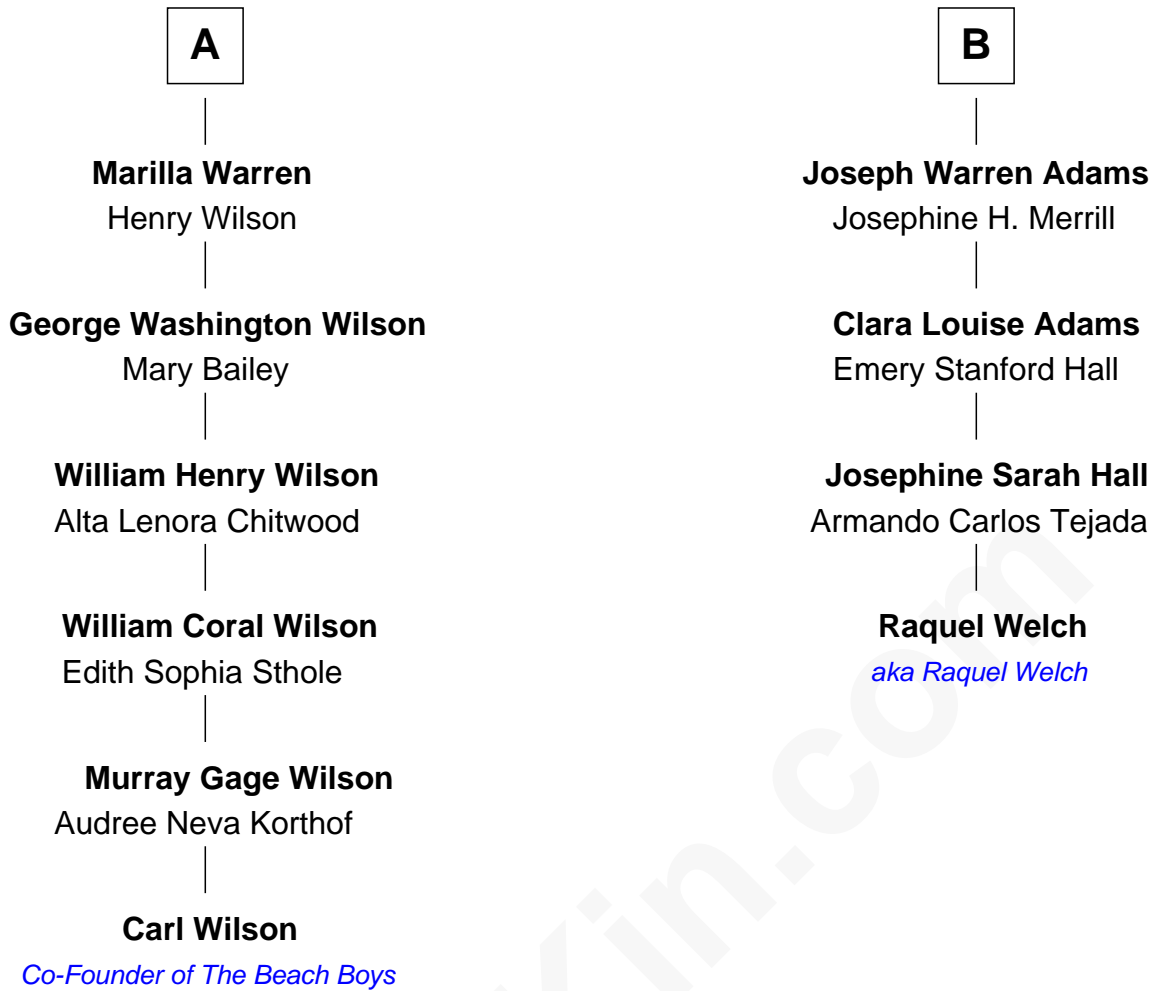 A
Marilla Warren
Henry Wilson
George Washington Wilson
Mary Bailey
William Henry Wilson
Alta Lenora Chitwood
William Coral Wilson
Edith Sophia Sthole
Murray Gage Wilson
Audree Neva Korthof
Carl Wilson
Co-Founder of The Beach Boys
B
Joseph Warren Adams
Josephine H. Merrill
Clara Louise Adams
Emery Stanford Hall
Josephine Sarah Hall
Armando Carlos Tejada
Raquel Welch
aka Raquel Welch
Kin.com